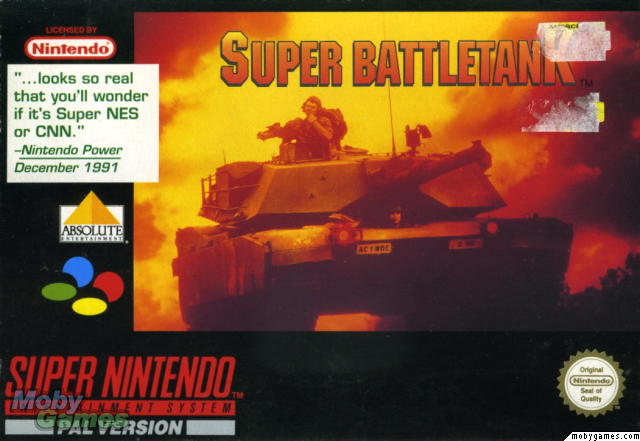 LICENSED BY
Nintendo
"...looks so real
that you'll wonder
if it's Super NES
or CNN."
–Nintendo Power
December 1991
SUPER BATTLETANK
TM
ABSOLUTE
ENTERTAINMENT
SUPER NINTENDO
TM
ENTERTAINMENT SYSTEM
PAL VERSION
Moby
Games
Original
Nintendo
Seal of
Quality
mobygames.com